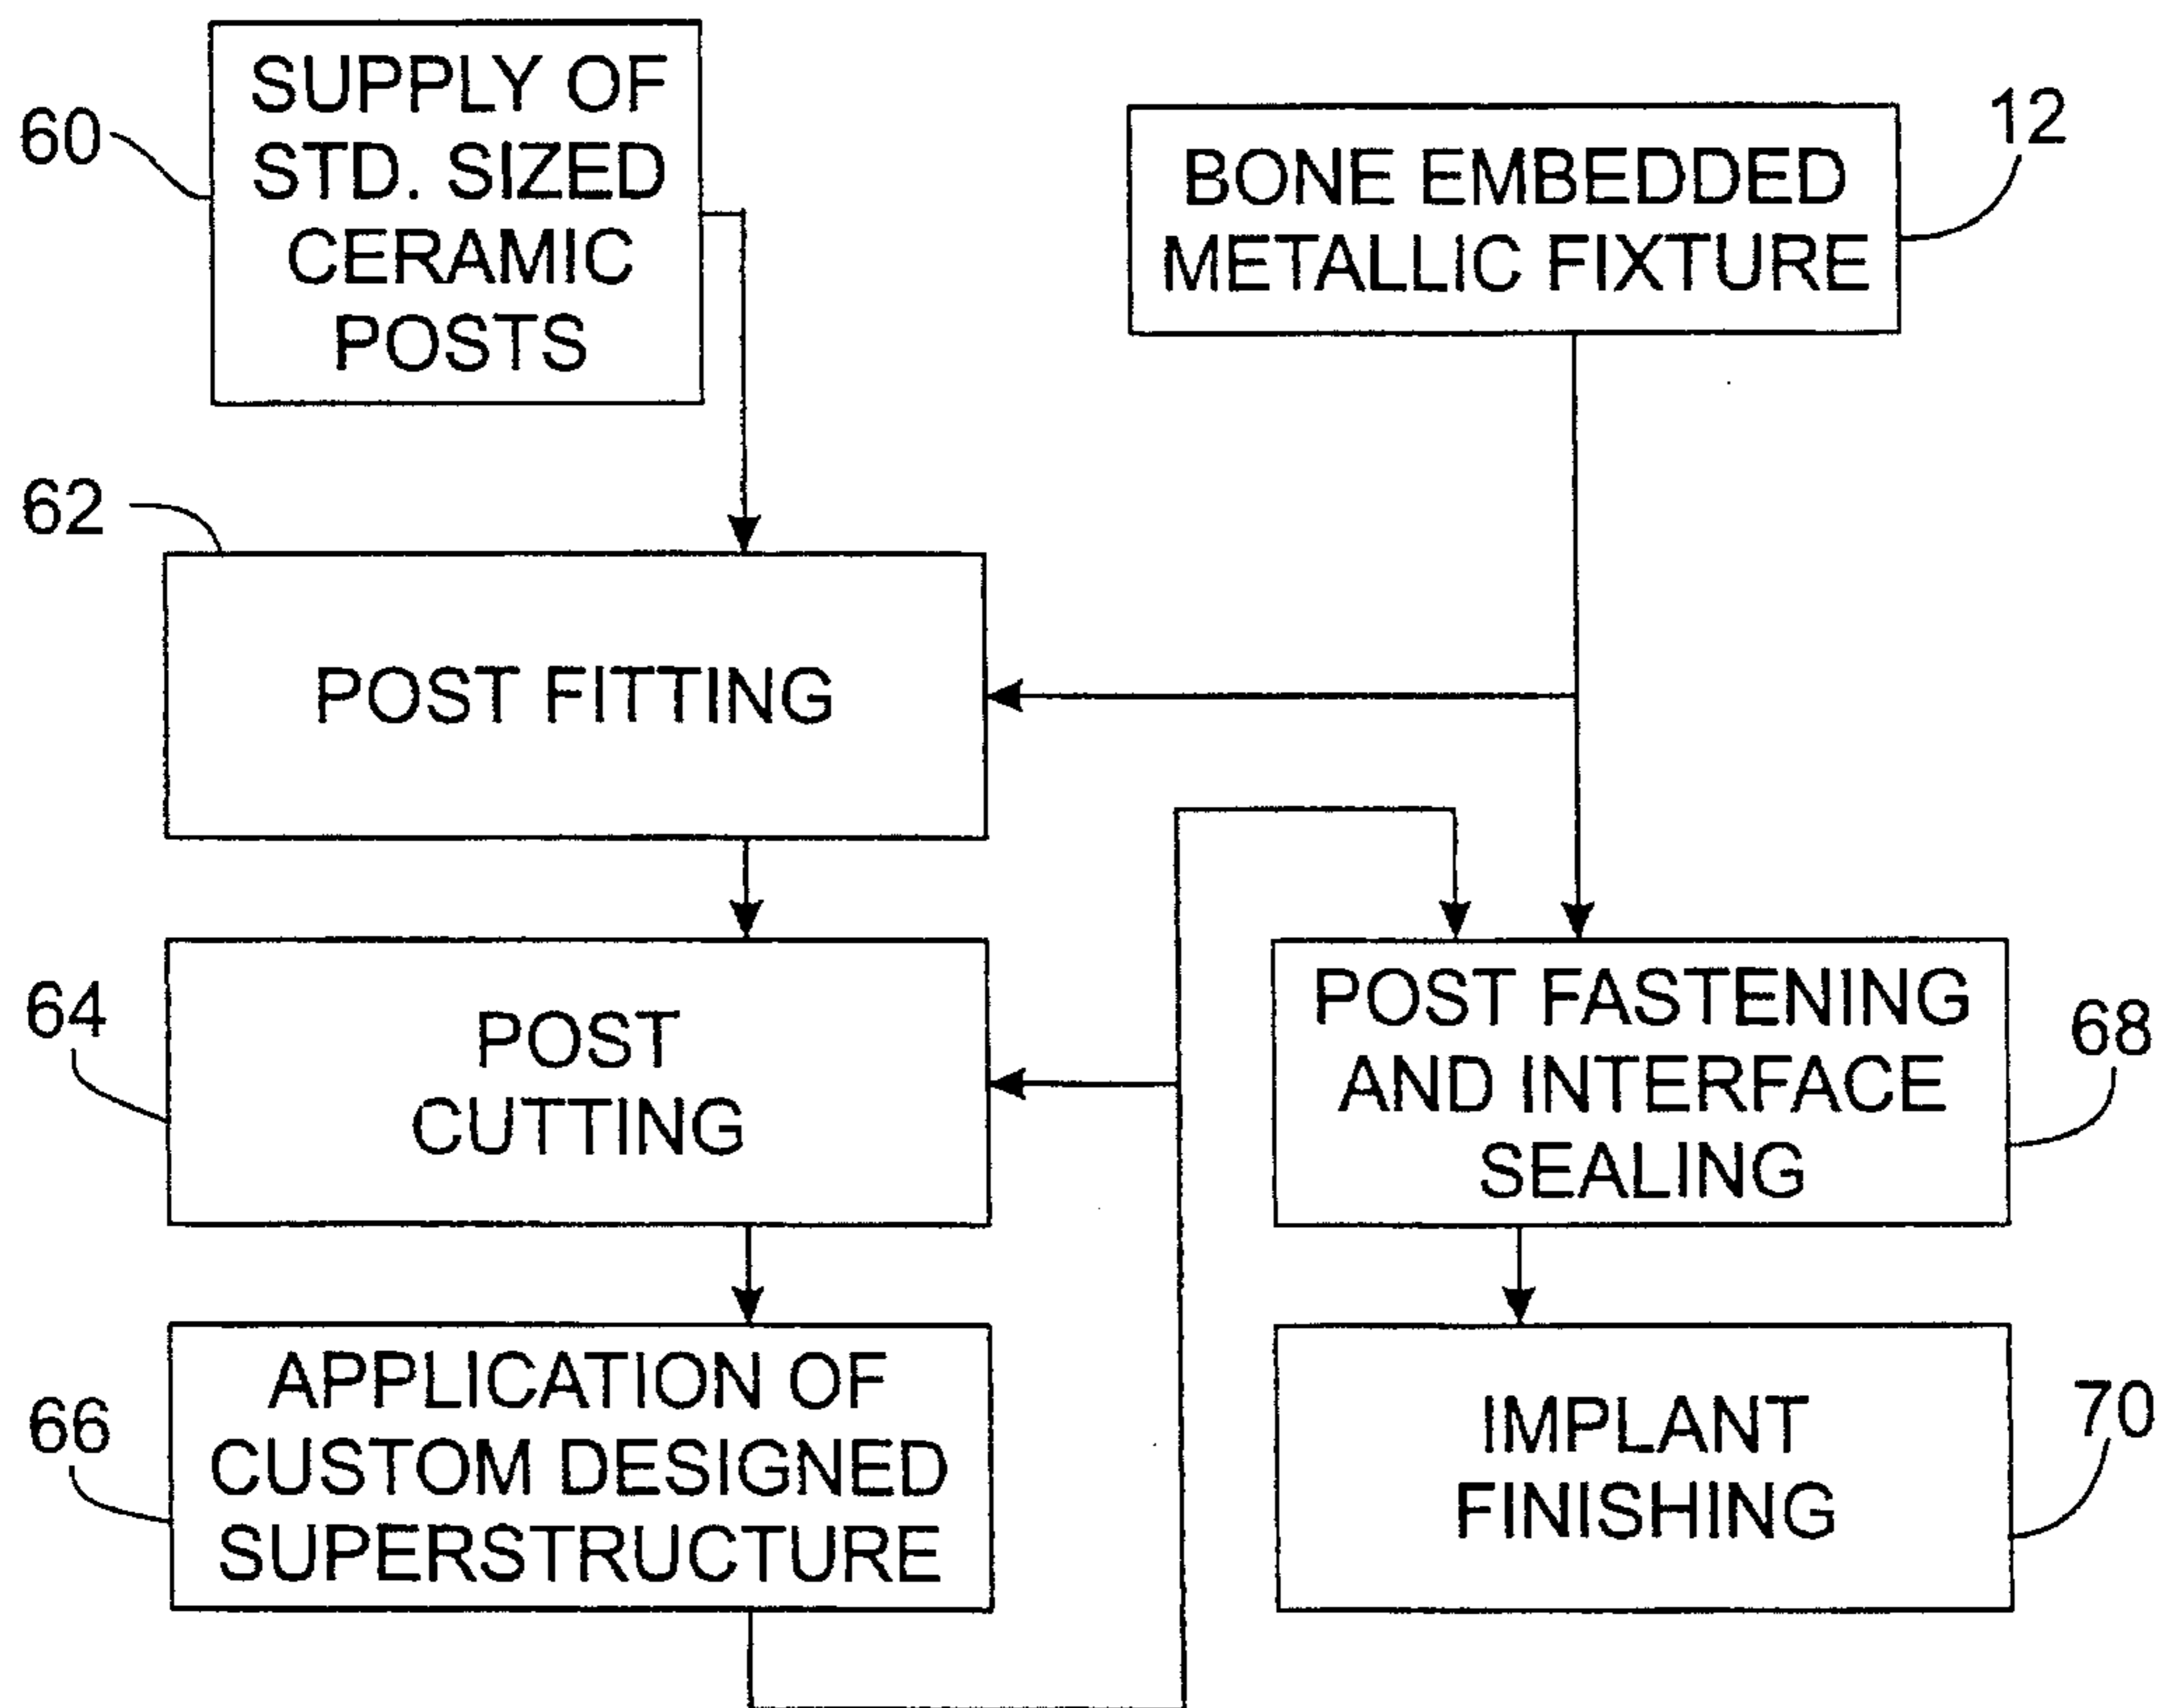 60
SUPPLY OF
STD. SIZED
CERAMIC
POSTS
BONE EMBEDDED
METALLIC FIXTURE
12
62
POST FITTING
64
POST
CUTTING
POST FASTENING
AND INTERFACE
SEALING
68
66
APPLICATION OF
CUSTOM DESIGNED
SUPERSTRUCTURE
IMPLANT
FINISHING
70